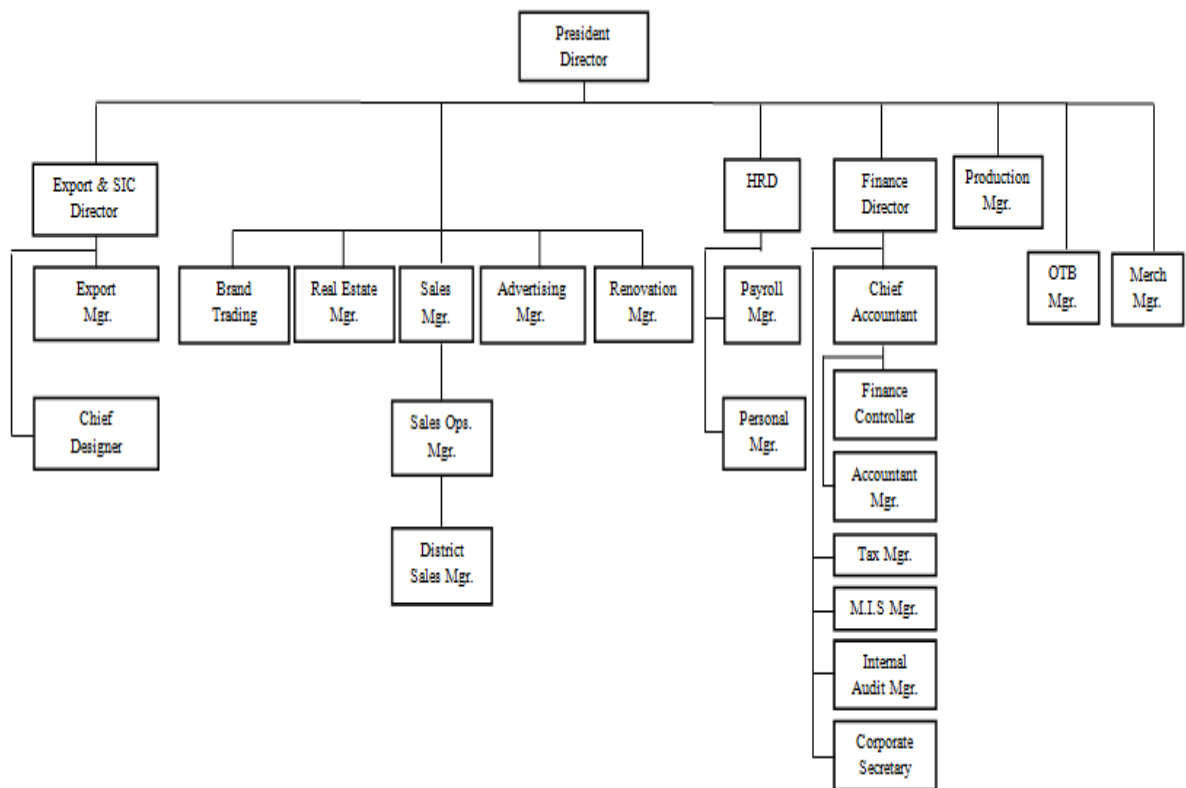 President
Director
Export & SIC
Director
HRD
Finance
Director
Production
Mgr.
Export
Mgr.
Brand
Trading
Real Estate
Mgr.
Sales
Mgr.
Advertising
Mgr.
Renovation
Mgr.
Payroll
Mgr.
Chief
Accountant
OTB
Mgr.
Merch
Mgr.
Chief
Designer
Sales Ops.
Mgr.
Personal
Mgr.
Finance
Controller
Accountant
Mgr.
District
Sales Mgr.
Tax Mgr.
M.I.S Mgr.
Internal
Audit Mgr.
Corporate
Secretary